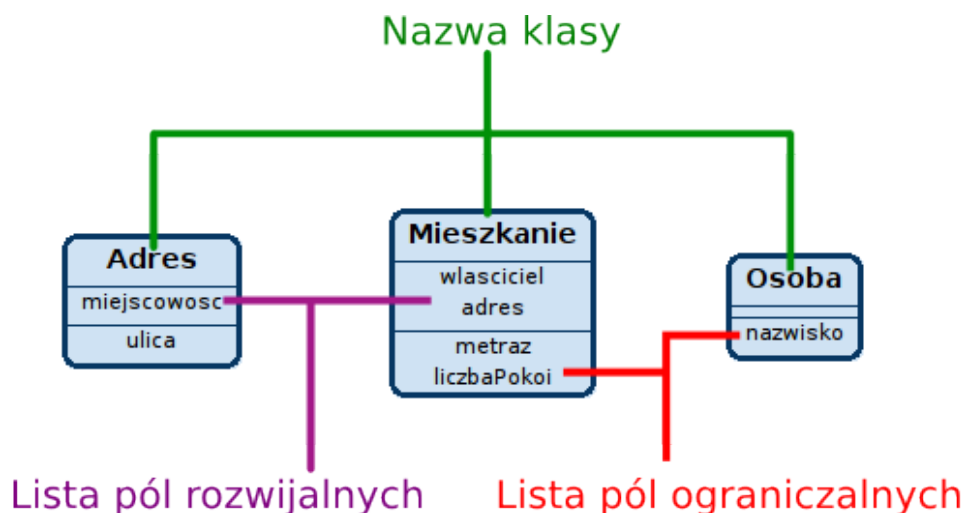 Nazwa klasy
Adres
miejscowosc
ulica
Mieszkanie
wlasciciel
adres
metraz
liczbaPokoi
Osoba
nazwisko
Lista pól rozwijalnych
Lista pól ograniczalnych